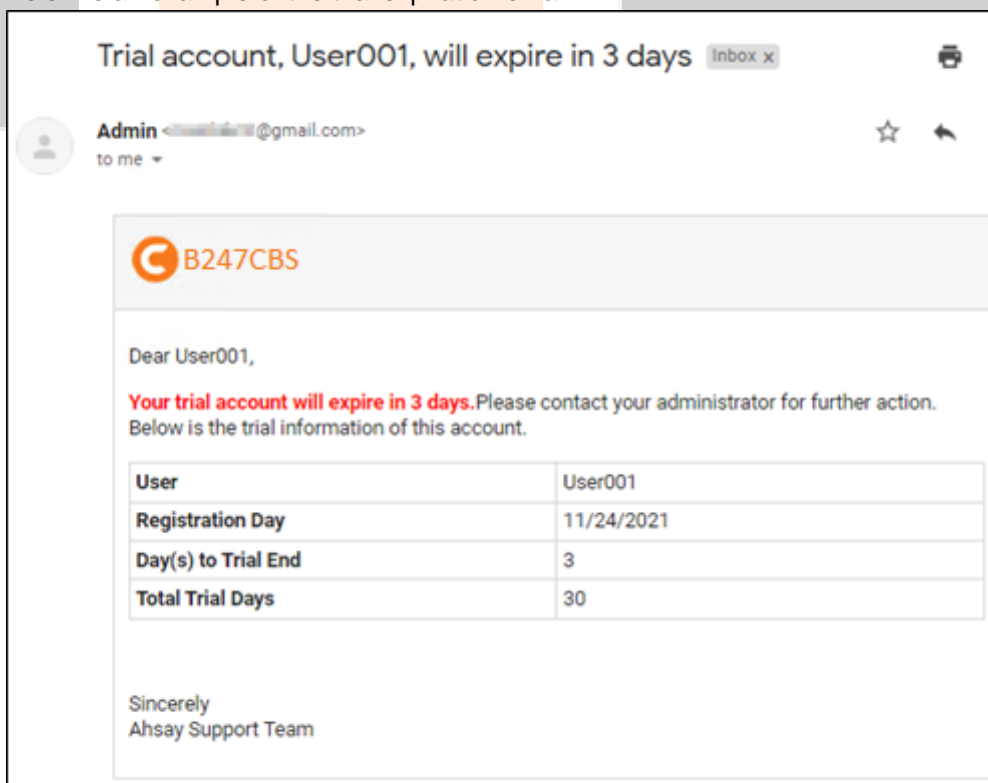 Trial account, User001, will expire in 3 days Inbox x
Admin < @gmail.com>
to me
B247CBS
Dear User001,
Your trial account will expire in 3 days.Please contact your administrator for further action.
Below is the trial information of this account.
User User001
Registration Day 11/24/2021
Day(s) to Trial End 3
Total Trial Days 30
Sincerely
Ahsay Support Team